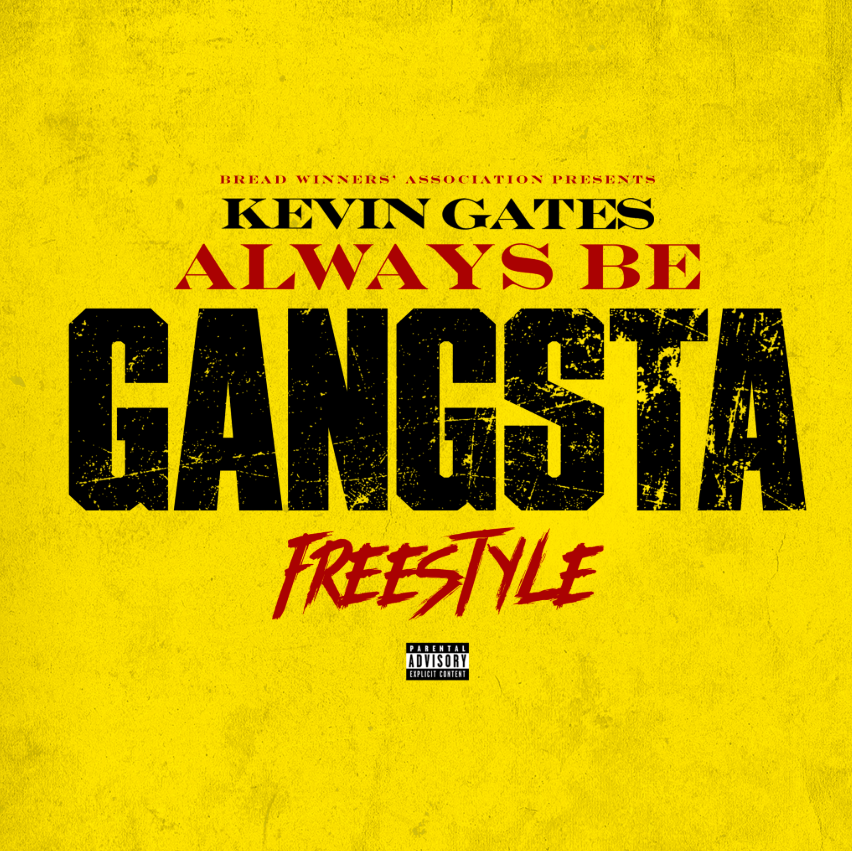 BREAD WINNERS' ASSOCIATION PRESENTS
KEVIN GATES
ALWAYS BE
GANGSTA
FREESTYLE
PARENTAL
ADVISORY
EXPLICIT CONTENT